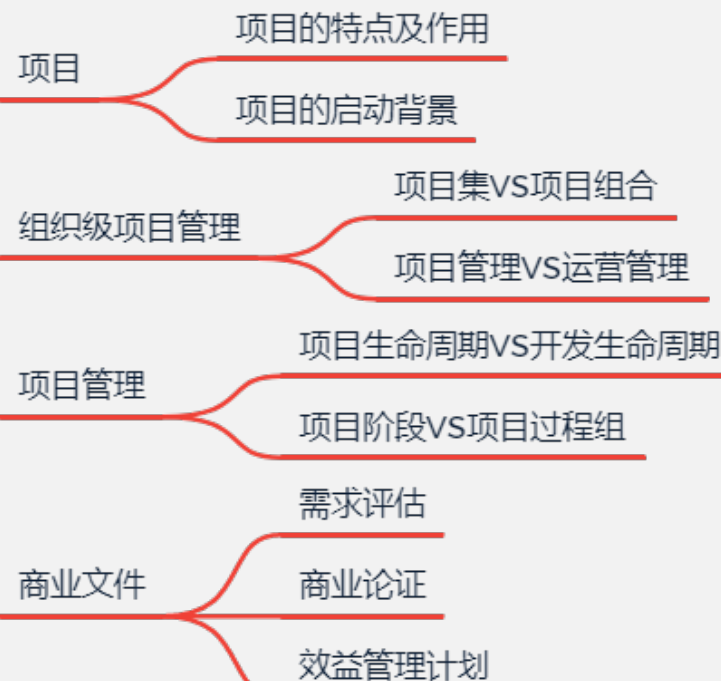 项目
项目的特点及作用
项目的启动背景
组织级项目管理
项目集VS项目组合
项目管理VS运营管理
项目管理
项目生命周期VS开发生命周期
项目阶段VS项目过程组
商业文件
需求评估
商业论证
效益管理计划